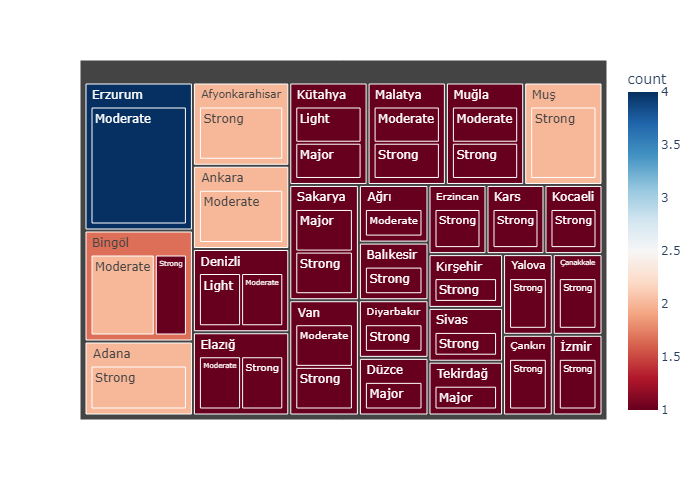 Erzurum
Moderate
Bingöl
Moderate
Strong
Adana
Strong
Afyonkarahisar
Strong
Ankara
Moderate
Denizli
Light
Moderate
Elazığ
Moderate
Strong
Kütahya
Light
Major
Malatya
Moderate
Strong
Muğla
Moderate
Strong
Muş
Strong
Sakarya
Major
Strong
Van
Moderate
Strong
Ağrı
Moderate
Balıkesir
Strong
Diyarbakır
Strong
Düzce
Major
Erzincan
Strong
Kars
Strong
Kocaeli
Strong
Kırşehir
Strong
Sivas
Strong
Tekirdağ
Major
Yalova
Strong
Çanakkale
Strong
Çankırı
Strong
İzmir
Strong
count
4
3.5
3
2.5
2
1.5
1